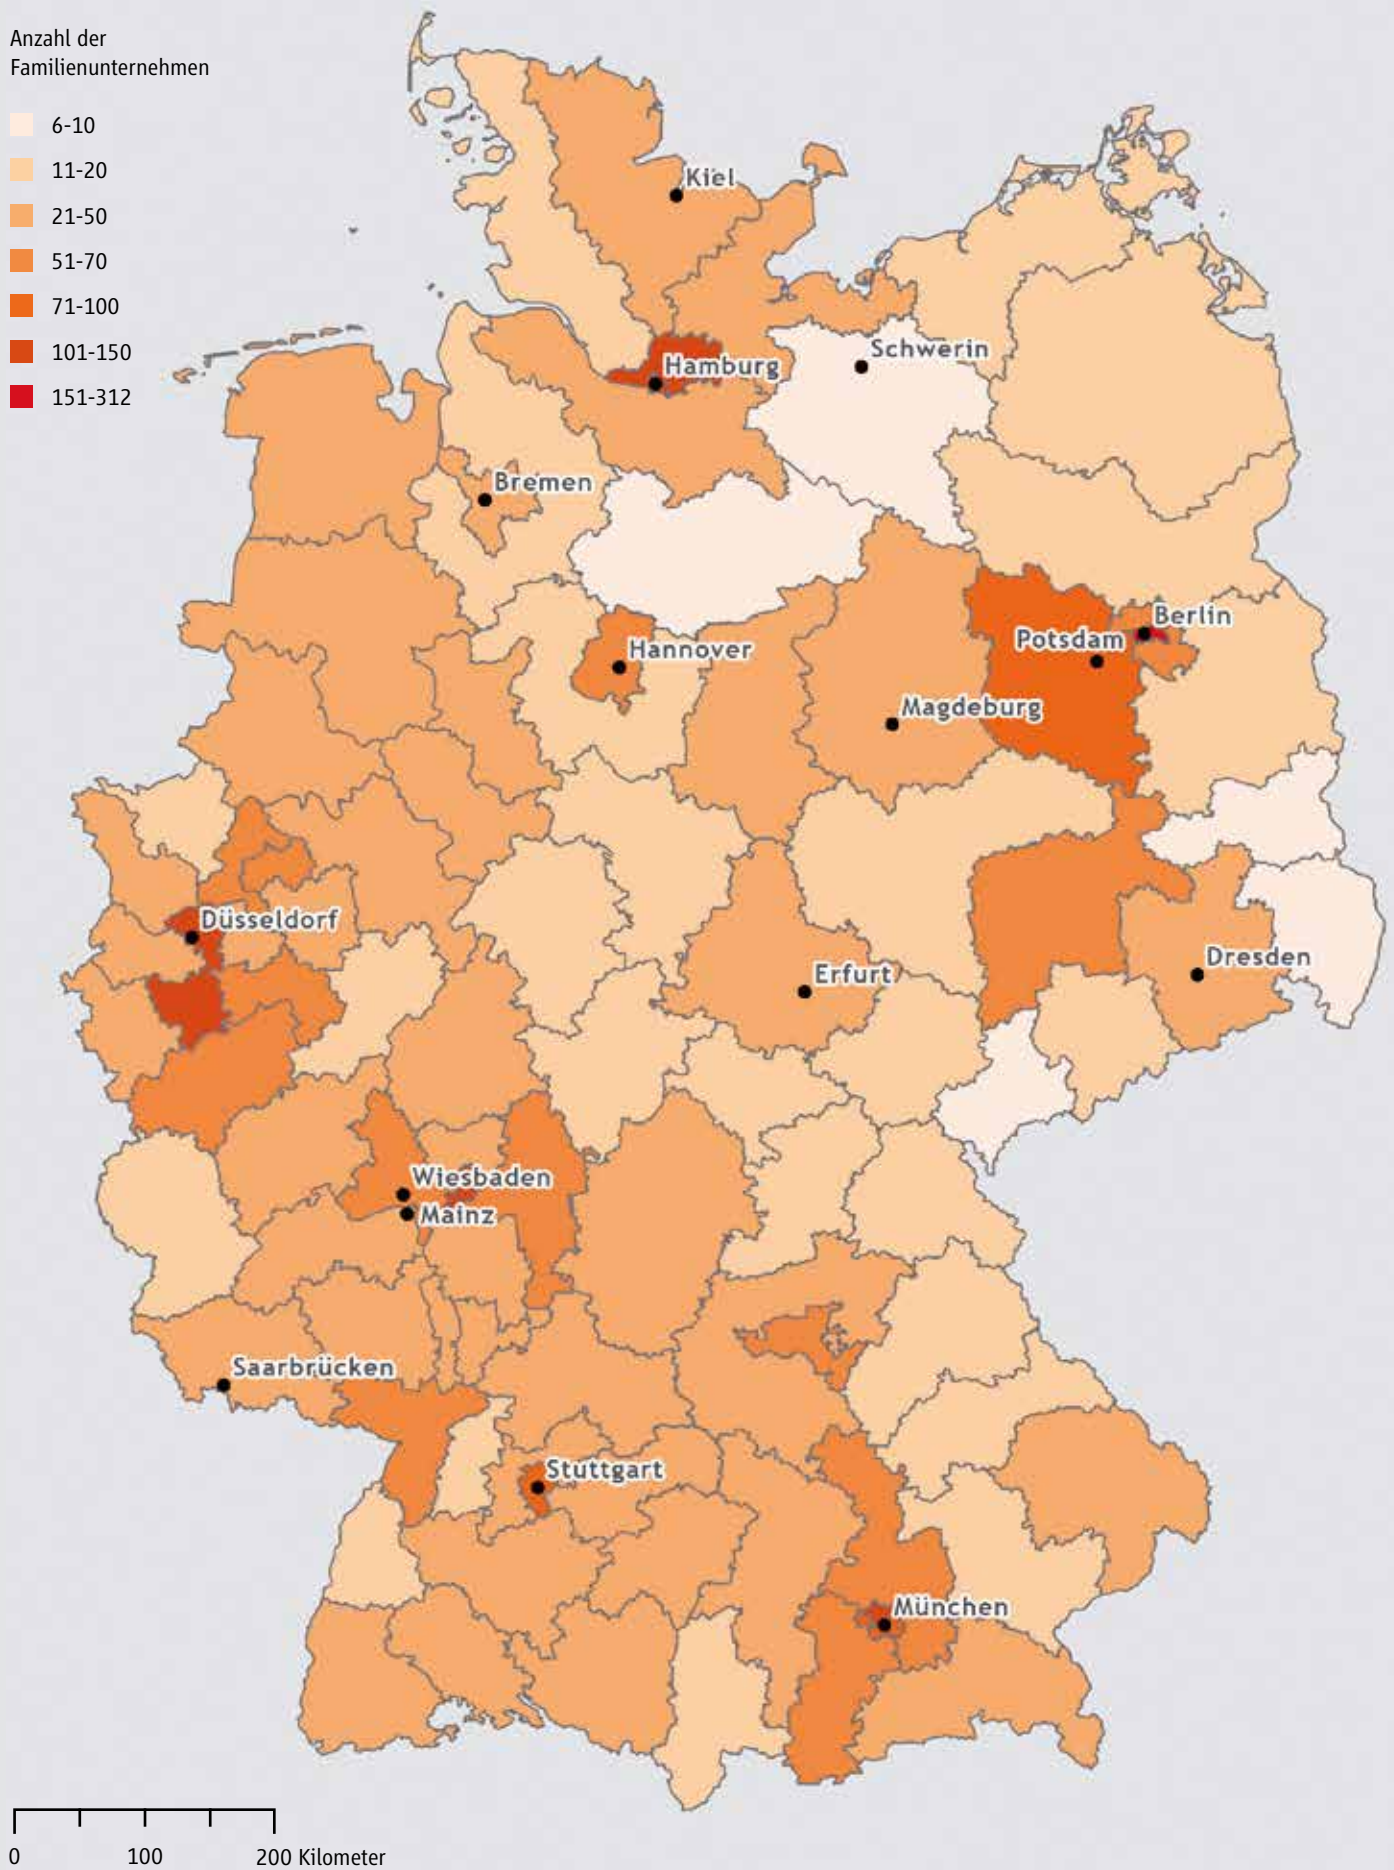 Anzahl der
Familienunternehmen
6-10
11-20
21-50
51-70
71-100
101-150
151-312
Kiel
Schwerin
Hamburg
Bremen
Berlin
Potsdam
Hannover
Magdeburg
Düsseldorf
Dresden
Erfurt
Wiesbaden
Mainz
Saarbrücken
Stuttgart
München
0 100 200 Kilometer